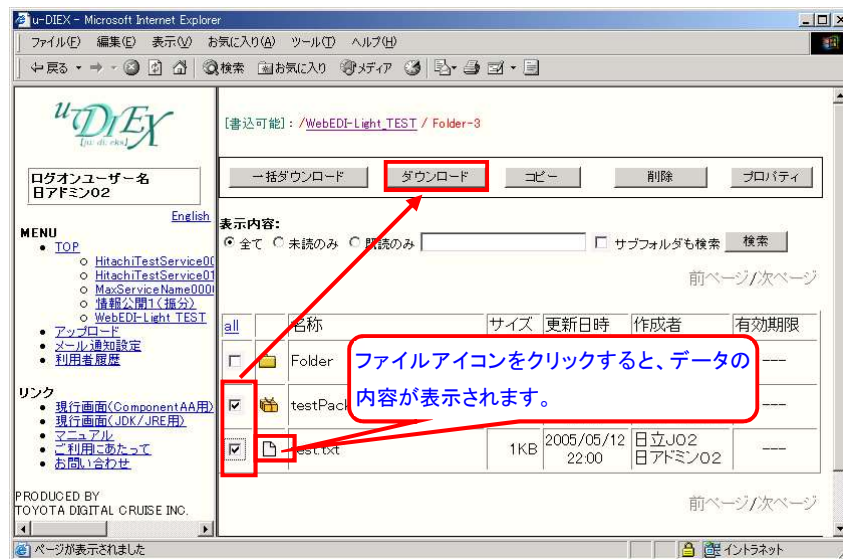 u-DIEX - Microsoft Internet Explorer
ファイル(F) 編集(E) 表示(V) お気に入り(A) ツール(T) ヘルプ(H)
戻る 検索 お気に入り メディア
u-DiEX
ログオンユーザー名
日アドミン02
English
MENU
TOP
HitachiTestService0
HitachiTestService01
MaxServiceName000
情報公開1(振分)
WebEDI-Light TEST
アップロード
メール通知設定
利用者履歴
リンク
現行画面(ComponentAA用)
現行画面(JDK/JRE用)
マニュアル
ご利用にあたって
お問い合わせ
PRODUCED BY
TOYOTA DIGITAL CRUISE INC.
[書込可能] : /WebEDI-Light_TEST / Folder-3
一括ダウンロード ダウンロード コピー 削除 プロパティ
表示内容:
全て 未読のみ 既読のみ サブフォルダも検索 検索
前ページ/次ページ
all 名称 サイズ 更新日時 作成者 有効期限
Folder ---
ファイルアイコンをクリックすると、データの
内容が表示されます。
testPack ---
test.txt 1KB 2005/05/12 22:00 日立J02 日アドミン02 ---
前ページ/次ページ
ページが表示されました イントラネット